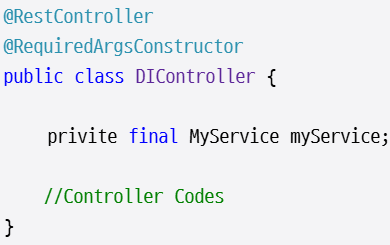 @RestController
@RequiredArgsConstructor
public class DIController {
privite final MyService myService;
//Controller Codes
}